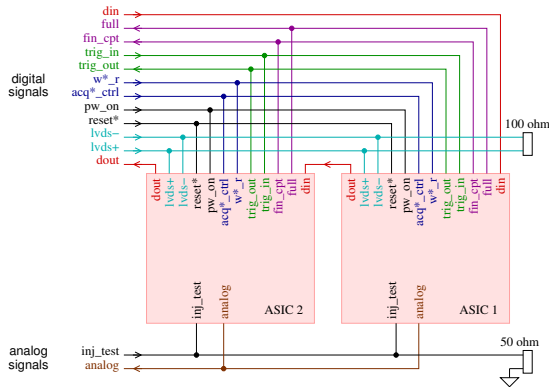 din
full
fin_cpt
trig_in
trig_out
digital
signals
w*_r
acq*_ctrl
pw_on
reset*
lvds−
lvds+
dout
100 ohm
dout
lvds+
lvds−
reset*
pw_on
acq*_ctrl
w*_r
trig_out
trig_in
fin_cpt
full
din
dout
lvds+
lvds−
reset*
pw_on
acq*_ctrl
w*_r
trig_out
trig_in
fin_cpt
full
din
inj_test
analog
ASIC 2
inj_test
analog
ASIC 1
analog
signals
inj_test
analog
50 ohm